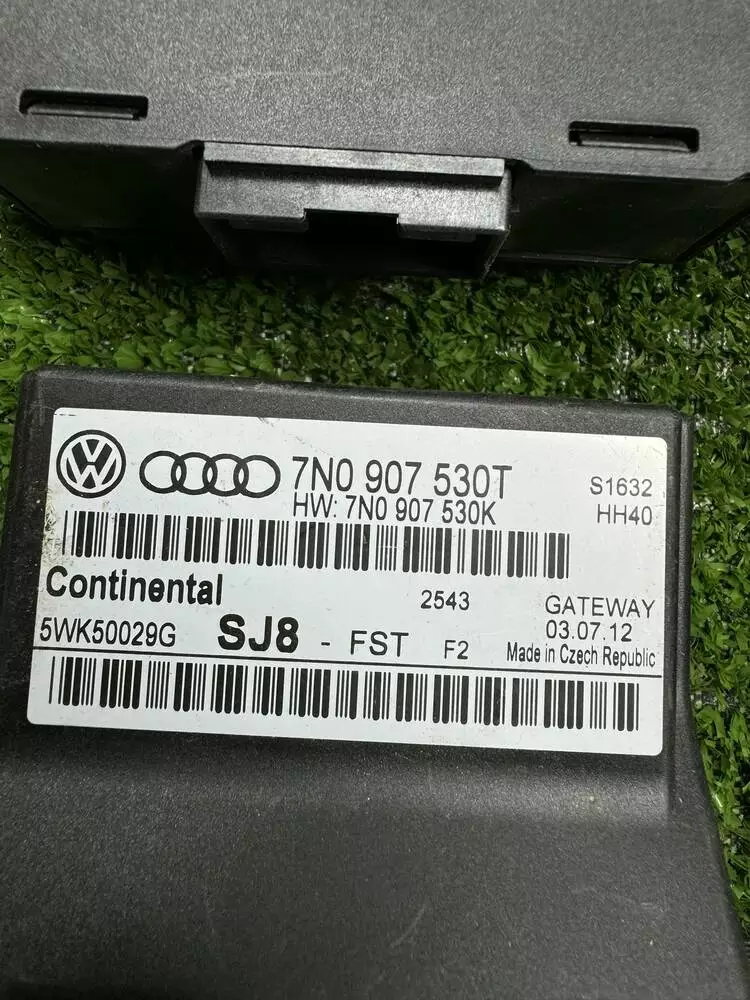 7N0 907 530T S1632
HW: 7N0 907 530K HH40
Continental 2543 GATEWAY
5WK50029G SJ8 - FST F2 03.07.12
Made in Czech Republic